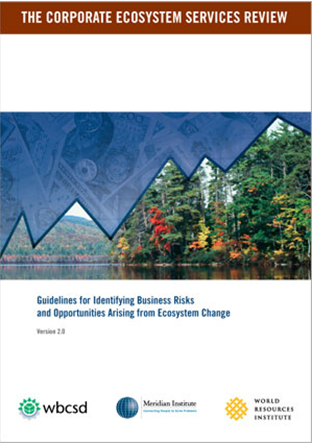 THE CORPORATE ECOSYSTEM SERVICES REVIEW
Guidelines for Identifying Business Risks
and Opportunities Arising from Ecosystem Change
Version 2.0
wbcsd
Meridian Institute
Connecting People to Solve Problems
WORLD
RESOURCES
INSTITUTE